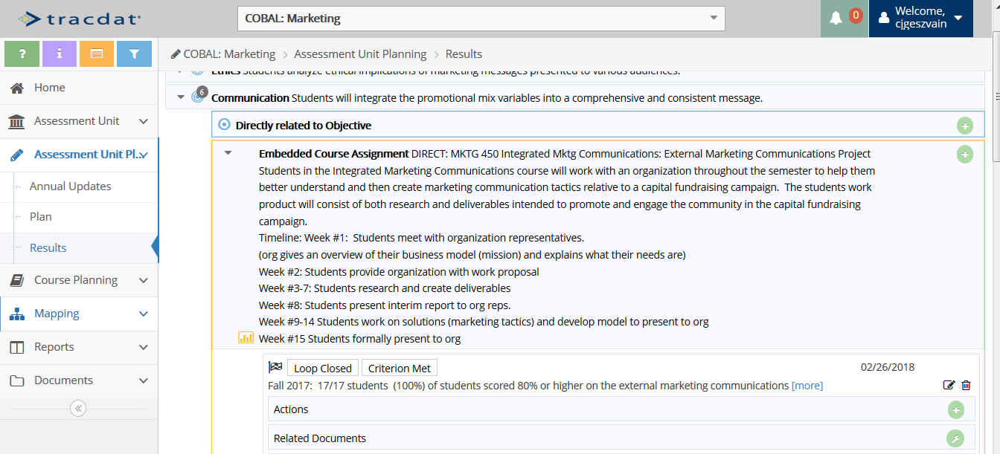 tracdat
COBAL: Marketing
0
Welcome,
cjgeszvain
?
i
COBAL: Marketing > Assessment Unit Planning > Results
Home
Assessment Unit
Assessment Unit Pl...
Annual Updates
Plan
Results
Course Planning
Mapping
Reports
Documents
Ethics Students analyze ethical implications of marketing messages presented to various audiences.
6
Communication Students will integrate the promotional mix variables into a comprehensive and consistent message.
Directly related to Objective
Embedded Course Assignment DIRECT: MKTG 450 Integrated Mktg Communications: External Marketing Communications Project
Students in the Integrated Marketing Communications course will work with an organization throughout the semester to help them
better understand and then create marketing communication tactics relative to a capital fundraising campaign. The students work
product will consist of both research and deliverables intended to promote and engage the community in the capital fundraising
campaign.
Timeline: Week #1: Students meet with organization representatives.
(org gives an overview of their business model (mission) and explains what their needs are)
Week #2: Students provide organization with work proposal
Week #3-7: Students research and create deliverables
Week #8: Students present interim report to org reps.
Week #9-14 Students work on solutions (marketing tactics) and develop model to present to org
Week #15 Students formally present to org
Loop Closed
Criterion Met
02/26/2018
Fall 2017: 17/17 students (100%) of students scored 80% or higher on the external marketing communications [more]
Actions
Related Documents